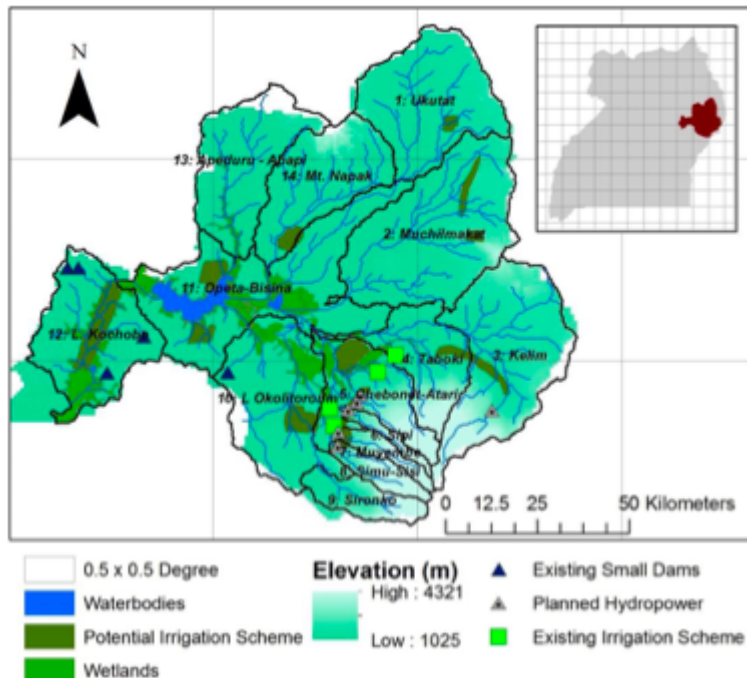 N
1: Ukutat
13: Apeduru - Abapi
14: Mt. Napak
2: Muchilmakat
11: Opeta-Bisina
12: L. Kochobo
4: Taboki
3: Kelim
5: Chebonet-Atarir
10: L Okolitoroum
6: Sipi
7: Muyembe
8: Simu-Sisi
9: Sironko
0 12.5 25 50 Kilometers
0.5 x 0.5 Degree
Waterbodies
Potential Irrigation Scheme
Wetlands
Elevation (m)
High : 4321
Low : 1025
Existing Small Dams
Planned Hydropower
Existing Irrigation Scheme